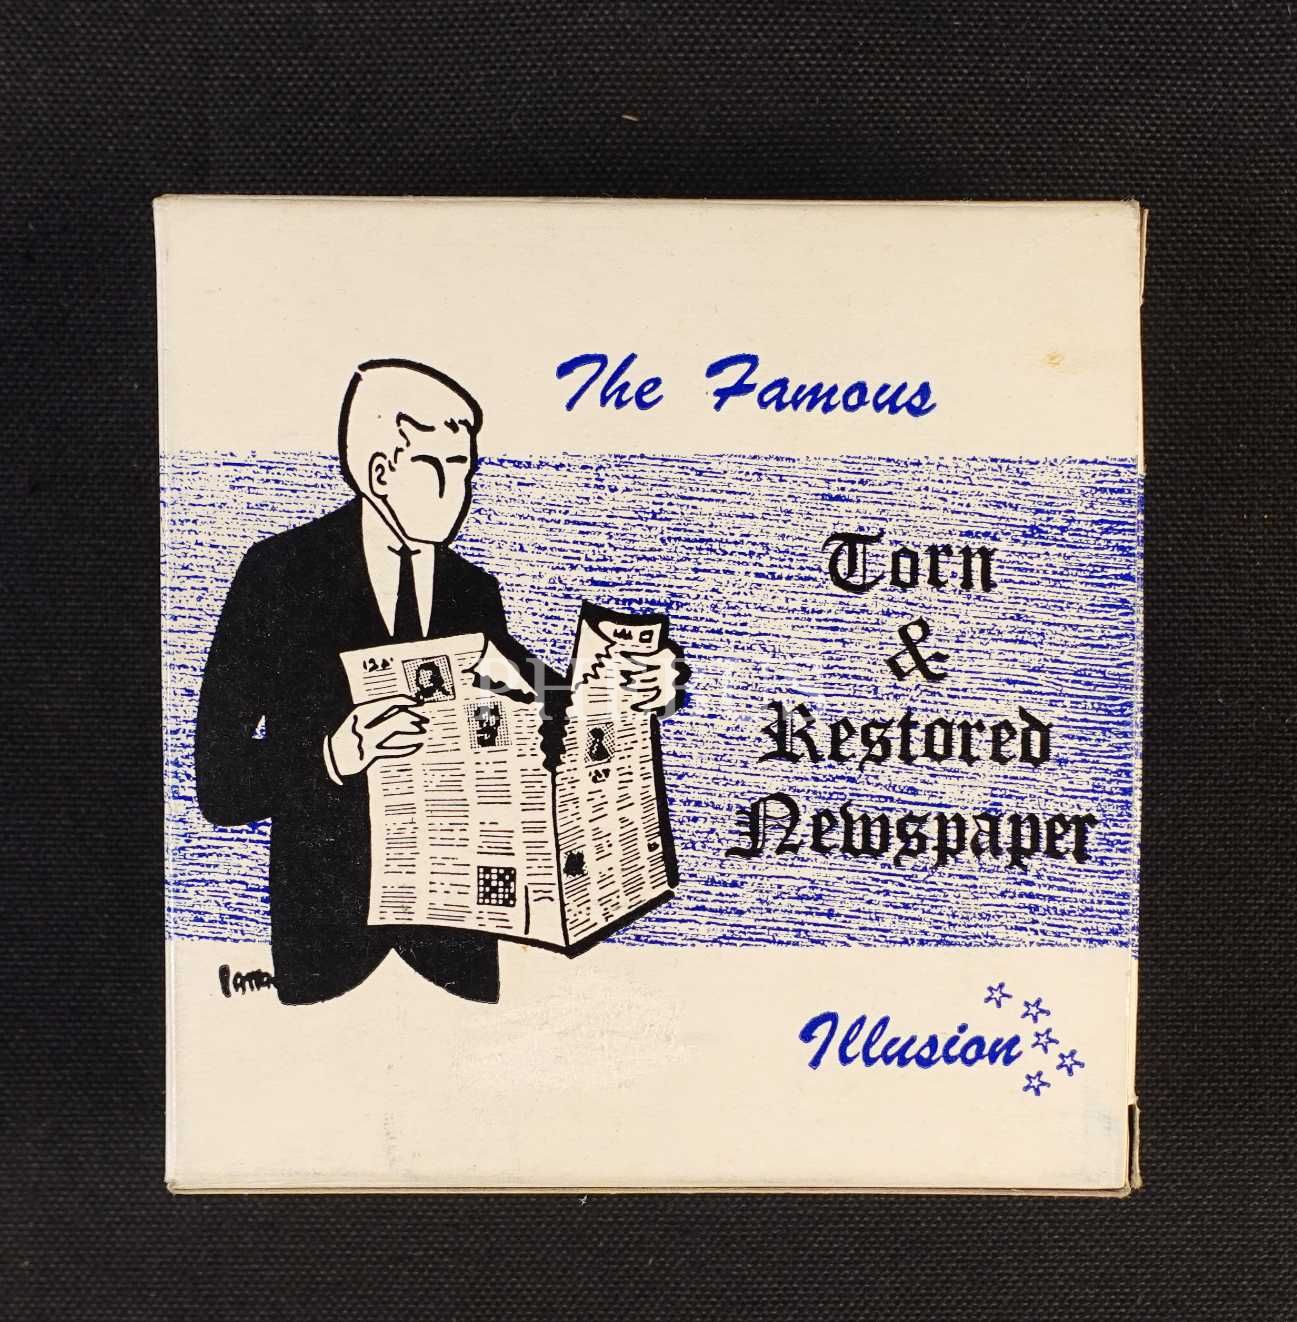 The Famous
Torn
&
Restored
Newspaper
Illusion